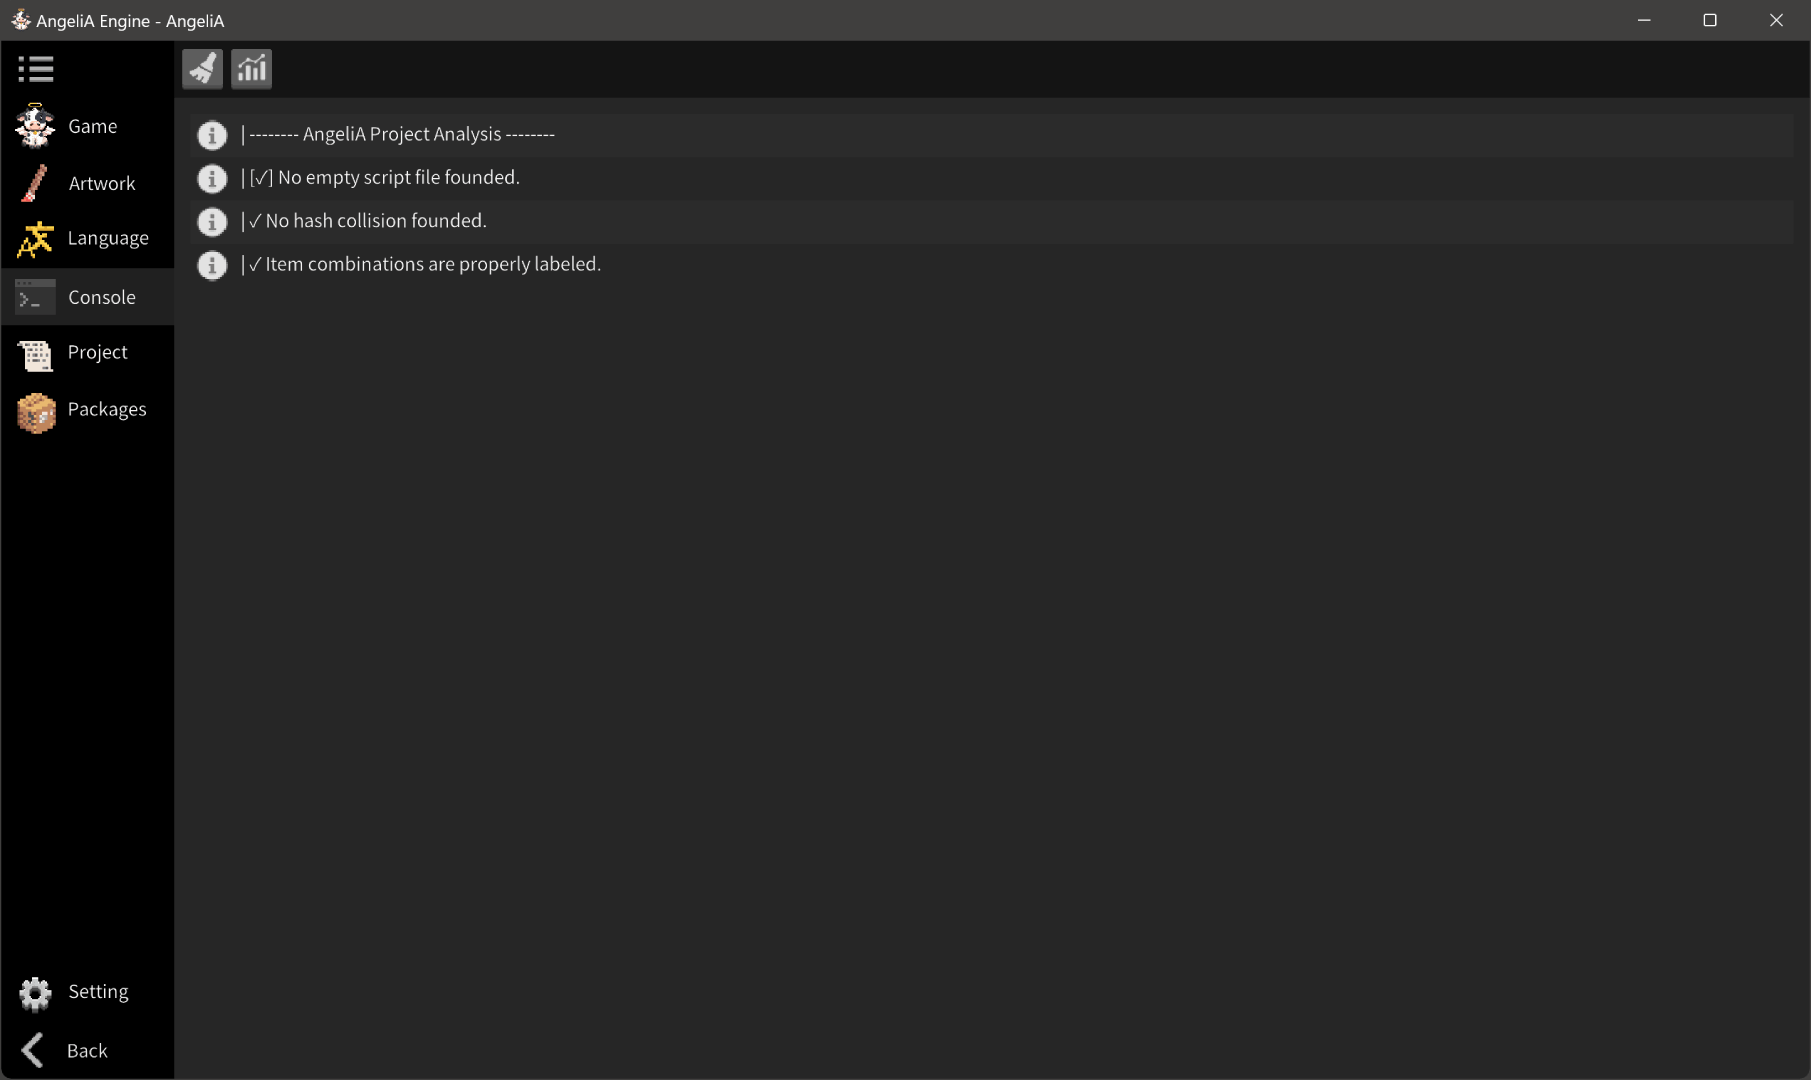 AngeliA Engine - AngeliA
Game
Artwork
Language
Console
Project
Packages
Setting
Back
|-------- AngeliA Project Analysis --------
|[✓] No empty script file founded.
|✓ No hash collision founded.
|✓ Item combinations are properly labeled.